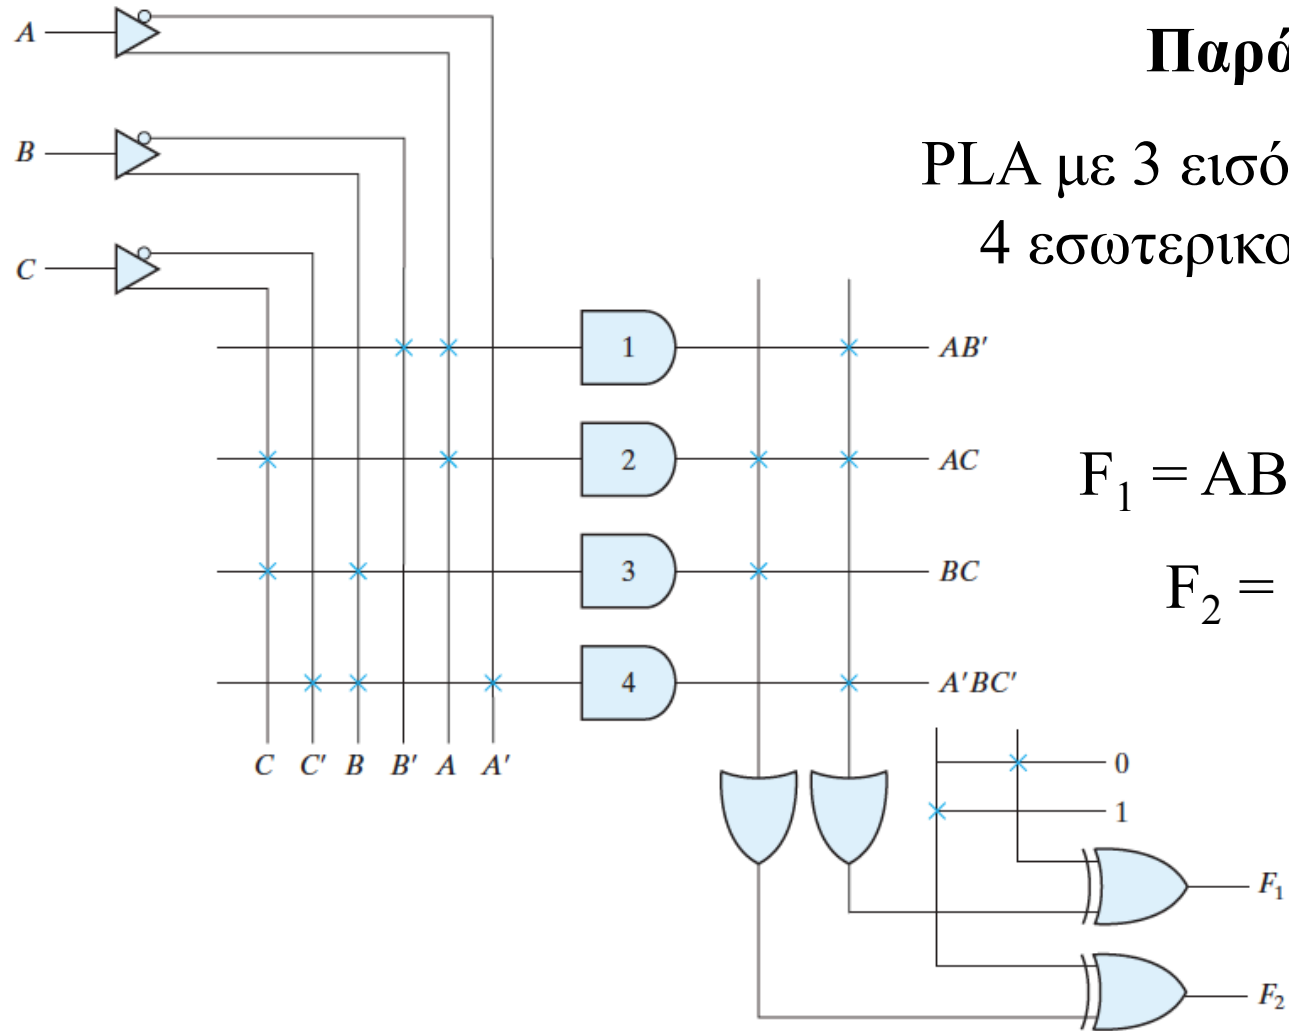 Παρά
PLA με 3 εισό
4 εσωτερικο
A
B
C
1
AB'
2
AC
F₁ = AB
3
BC
F₂ =
4
A'BC'
C C' B B' A A'
0
1
F₁
F₂